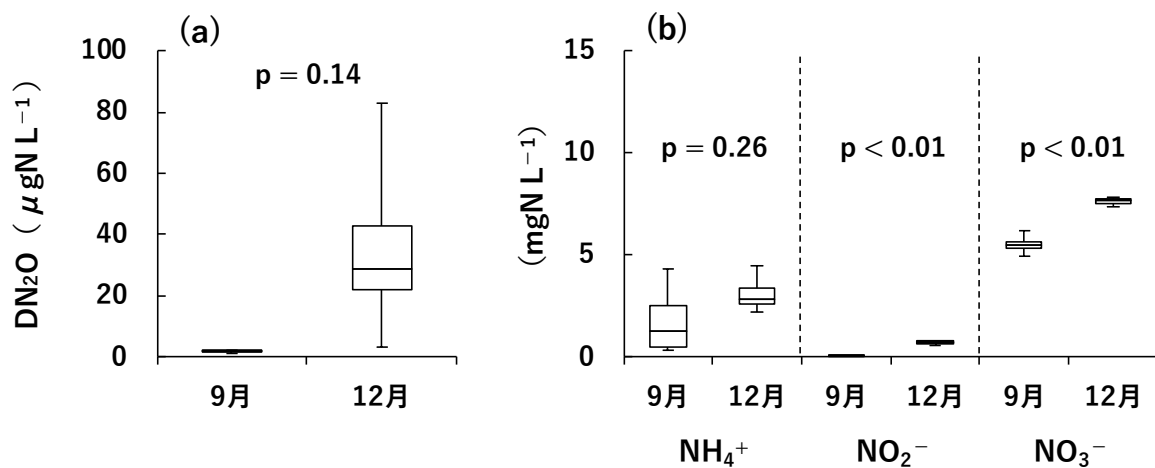 (a)
100
80
60
40
20
0
DN₂O ( μgN L⁻¹)
p = 0.14
9月 12月
(b)
15
10
5
0
(mgN L⁻¹)
p = 0.26 p < 0.01 p < 0.01
9月 12月 9月 12月 9月 12月
NH₄⁺ NO₂⁻ NO₃⁻